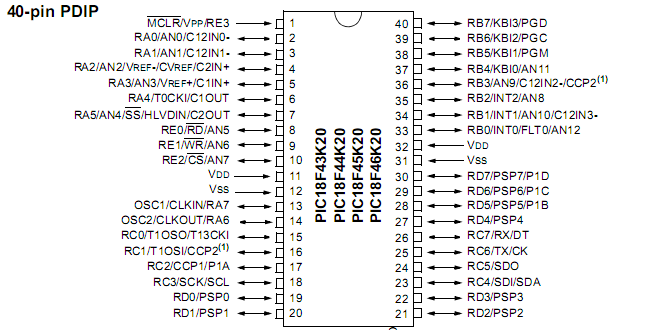 40-pin PDIP
MCLR/VPP/RE3 1 40 RB7/KBI3/PGD
RA0/AN0/C12IN0- 2 39 RB6/KBI2/PGC
RA1/AN1/C12IN1- 3 38 RB5/KBI1/PGM
RA2/AN2/VREF-/CVREF/C2IN+ 4 37 RB4/KBI0/AN11
RA3/AN3/VREF+/C1IN+ 5 36 RB3/AN9/C12IN2-/CCP2(1)
RA4/T0CKI/C1OUT 6 35 RB2/INT2/AN8
RA5/AN4/SS/HLVDIN/C2OUT 7 34 RB1/INT1/AN10/C12IN3-
RE0/RD/AN5 8 33 RB0/INT0/FLT0/AN12
RE1/WR/AN6 9 32 VDD
RE2/CS/AN7 10 31 VSS
VDD 11 30 RD7/PSP7/P1D
VSS 12 29 RD6/PSP6/P1C
OSC1/CLKIN/RA7 13 28 RD5/PSP5/P1B
OSC2/CLKOUT/RA6 14 27 RD4/PSP4
RC0/T1OSO/T13CKI 15 26 RC7/RX/DT
RC1/T1OSI/CCP2(1) 16 25 RC6/TX/CK
RC2/CCP1/P1A 17 24 RC5/SDO
RC3/SCK/SCL 18 23 RC4/SDI/SDA
RD0/PSP0 19 22 RD3/PSP3
RD1/PSP1 20 21 RD2/PSP2
PIC18F43K20
PIC18F44K20
PIC18F45K20
PIC18F46K20